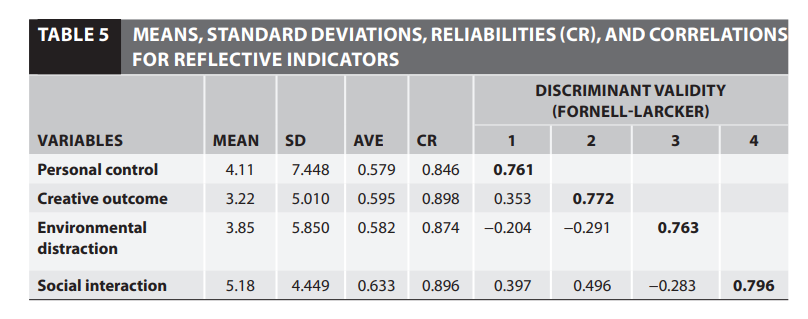 TABLE 5 MEANS, STANDARD DEVIATIONS, RELIABILITIES (CR), AND CORRELATIONS
FOR REFLECTIVE INDICATORS
DISCRIMINANT VALIDITY
(FORNELL-LARCKER)
VARIABLES MEAN SD AVE CR 1 2 3 4
Personal control 4.11 7.448 0.579 0.846 0.761
Creative outcome 3.22 5.010 0.595 0.898 0.353 0.772
Environmental 3.85 5.850 0.582 0.874 −0.204 −0.291 0.763
distraction
Social interaction 5.18 4.449 0.633 0.896 0.397 0.496 −0.283 0.796